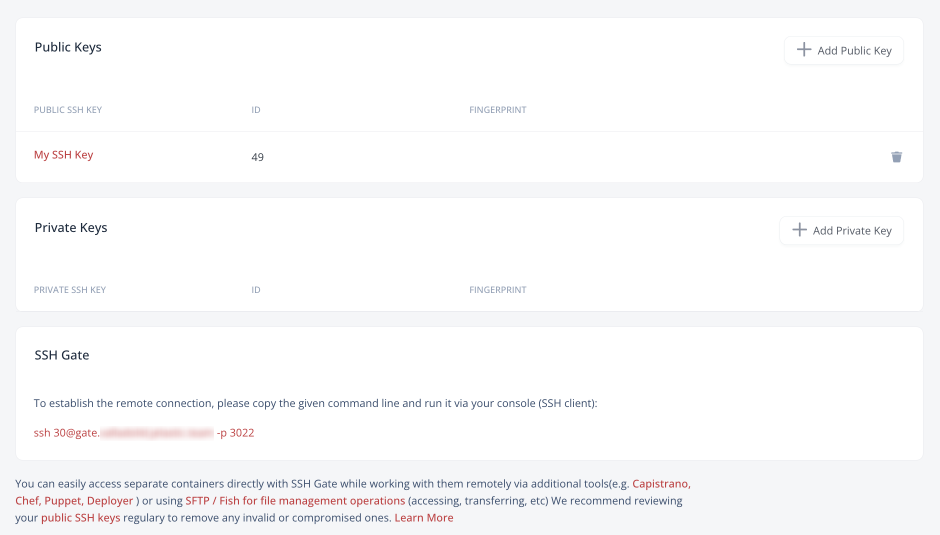 Public Keys
Add Public Key
PUBLIC SSH KEY ID FINGERPRINT
My SSH Key 49
Private Keys
Add Private Key
PRIVATE SSH KEY ID FINGERPRINT
SSH Gate
To establish the remote connection, please copy the given command line and run it via your console (SSH client):
ssh 30@gate. -p 3022
You can easily access separate containers directly with SSH Gate while working with them remotely via additional tools(e.g. Capistrano,
Chef, Puppet, Deployer ) or using SFTP / Fish for file management operations (accessing, transferring, etc) We recommend reviewing
your public SSH keys regulary to remove any invalid or compromised ones. Learn More